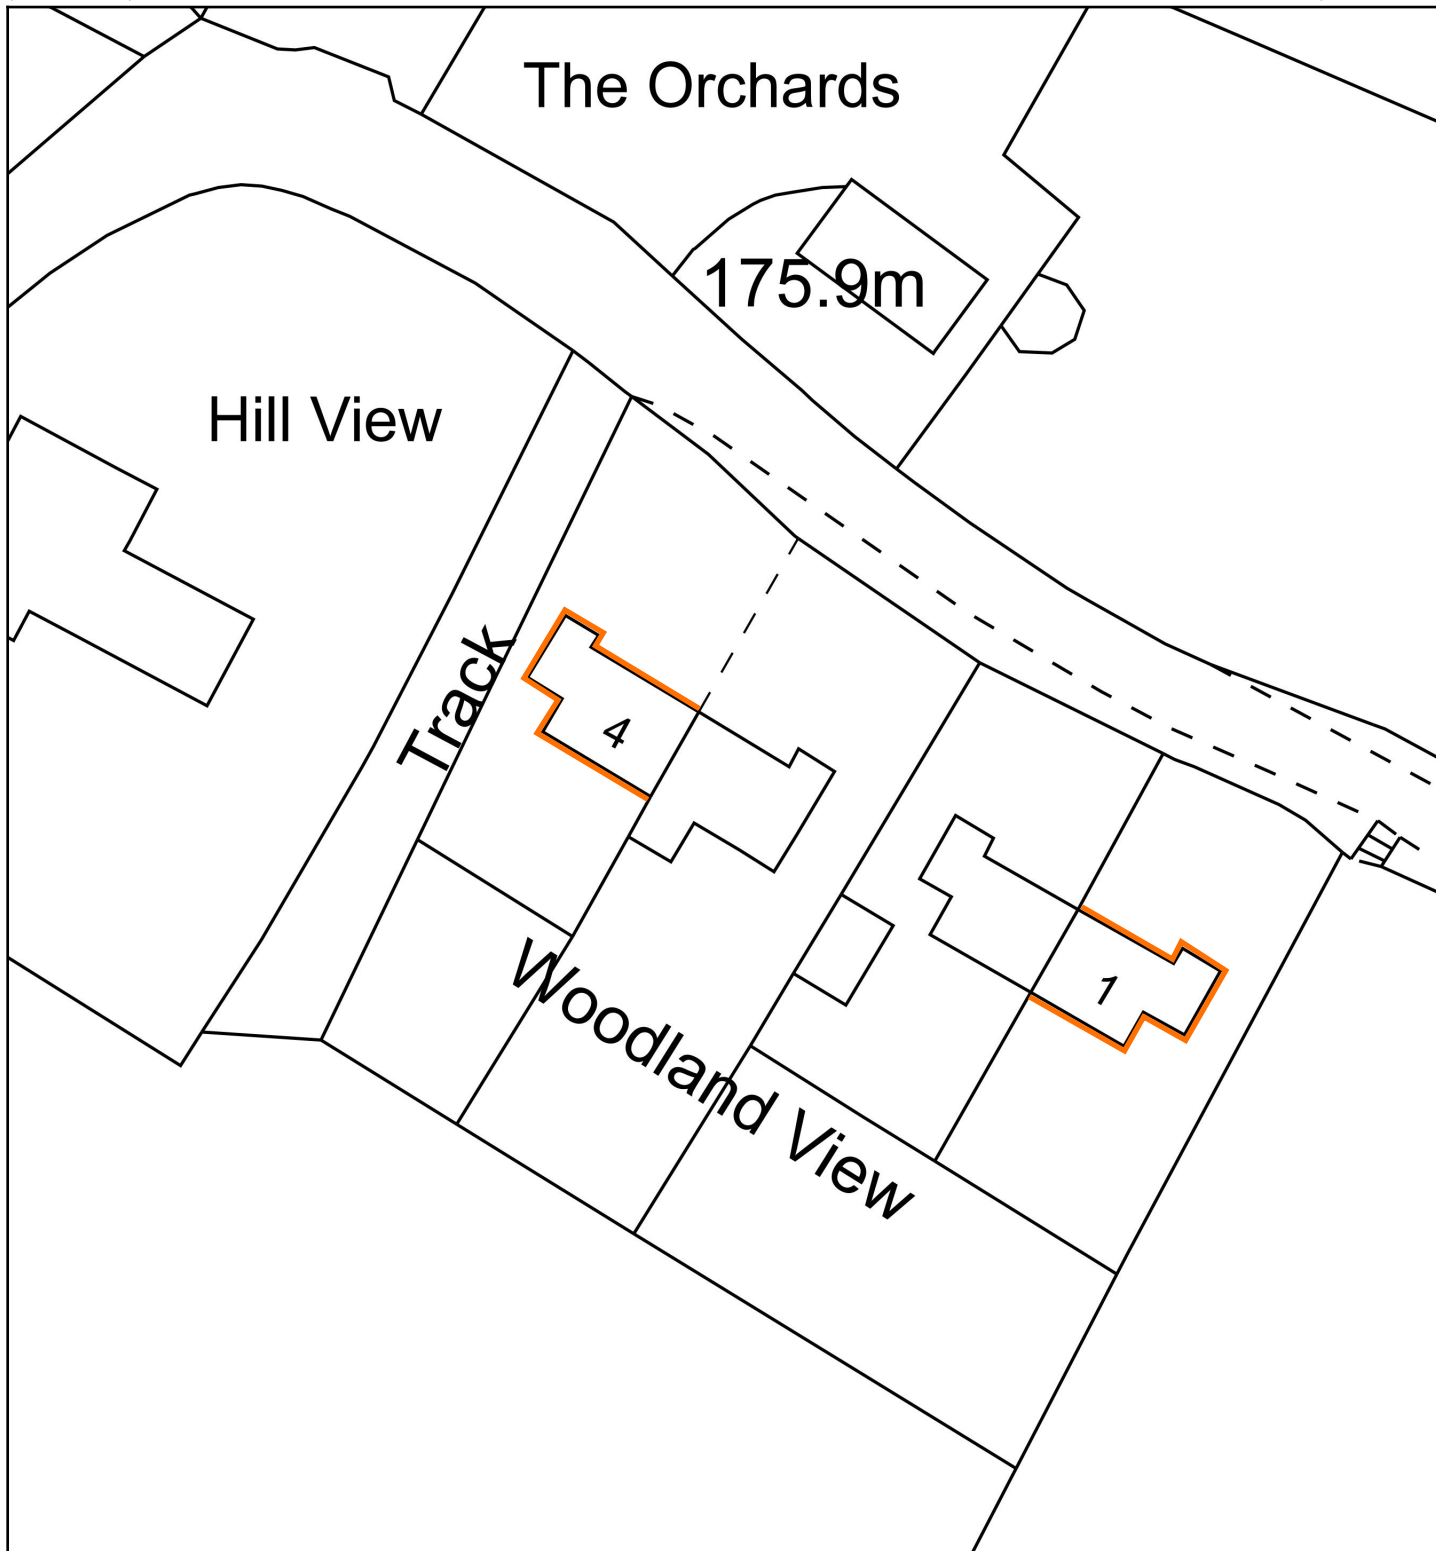 The Orchards
175.9m
Hill View
Track
4
1
Woodland View